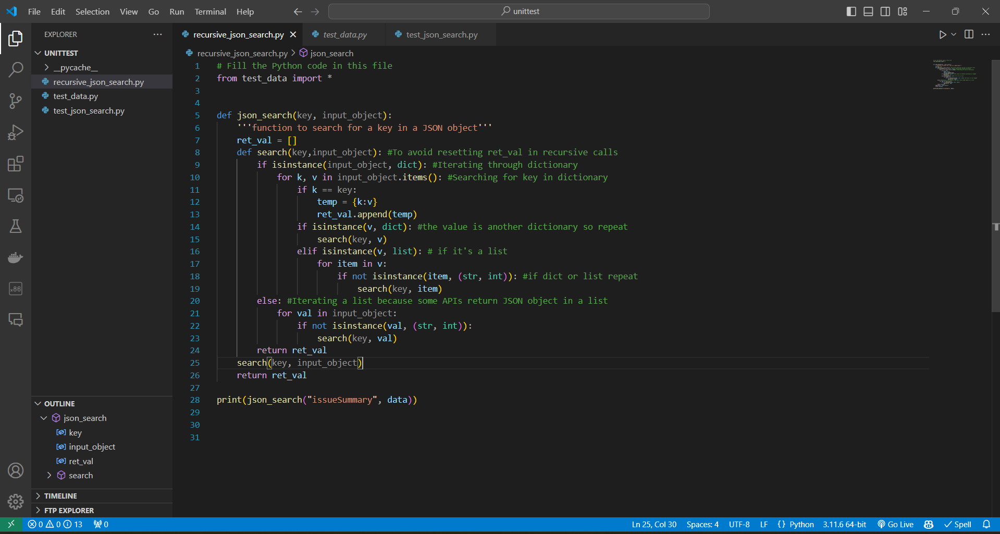 File Edit Selection View Go Run Terminal Help
unittest
EXPLORER
UNITTEST
__pycache__
recursive_json_search.py
test_data.py
test_json_search.py
OUTLINE
json_search
key
input_object
ret_val
search
TIMELINE
FTP EXPLORER
recursive_json_search.py test_data.py test_json_search.py
recursive_json_search.py > json_search
1 # Fill the Python code in this file
2 from test_data import *
3
4
5 def json_search(key, input_object):
6     '''function to search for a key in a JSON object'''
7     ret_val = []
8     def search(key,input_object): #To avoid resetting ret_val in recursive calls
9         if isinstance(input_object, dict): #Iterating through dictionary
10             for k, v in input_object.items(): #Searching for key in dictionary
11                 if k == key:
12                     temp = {k:v}
13                     ret_val.append(temp)
14                 if isinstance(v, dict): #the value is another dictionary so repeat
15                     search(key, v)
16                 elif isinstance(v, list): # if it's a list
17                     for item in v:
18                         if not isinstance(item, (str, int)): #if dict or list repeat
19                             search(key, item)
20         else: #Iterating a list because some APIs return JSON object in a list
21             for val in input_object:
22                 if not isinstance(val, (str, int)):
23                     search(key, val)
24         return ret_val
25     search(key, input_object)
26     return ret_val
27
28 print(json_search("issueSummary", data))
29
30
31
x86
0 0 13 0
Ln 25, Col 30 Spaces: 4 UTF-8 LF {} Python 3.11.6 64-bit Go Live Spell